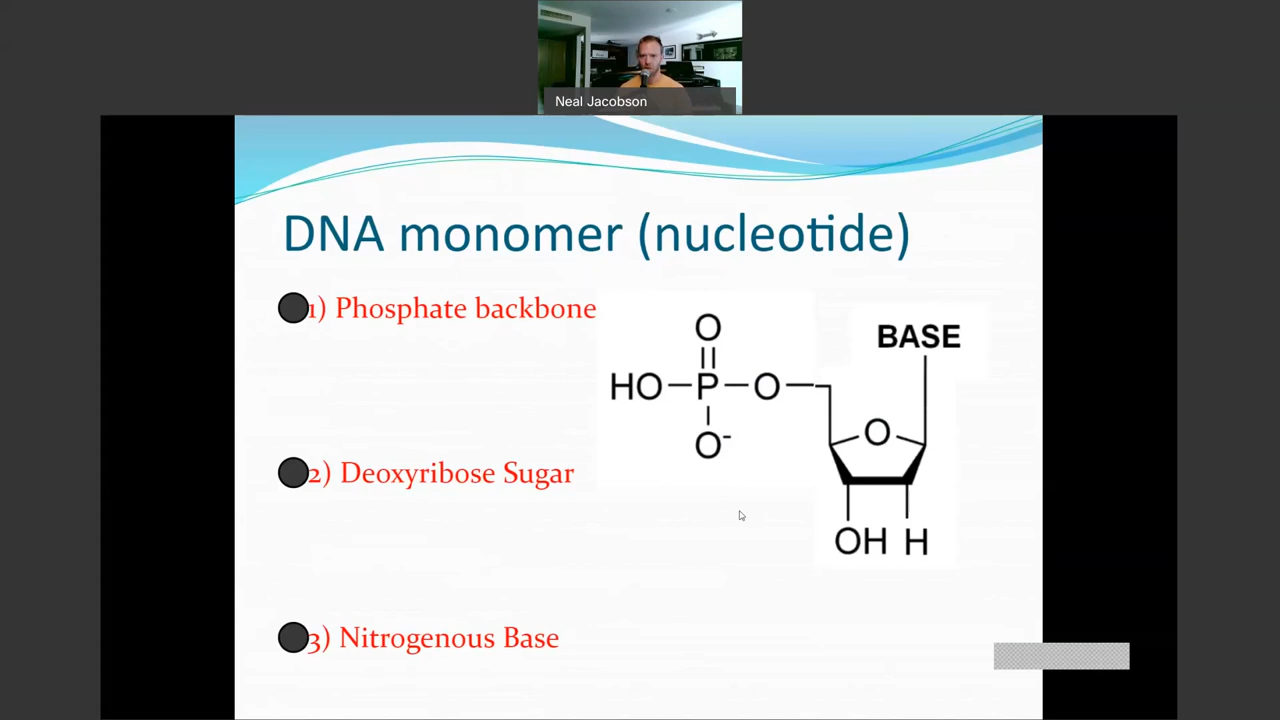 Neal Jacobson
DNA monomer (nucleotide)
1) Phosphate backbone
O
BASE
HO P O
O-
O
2) Deoxyribose Sugar
OH H
3) Nitrogenous Base